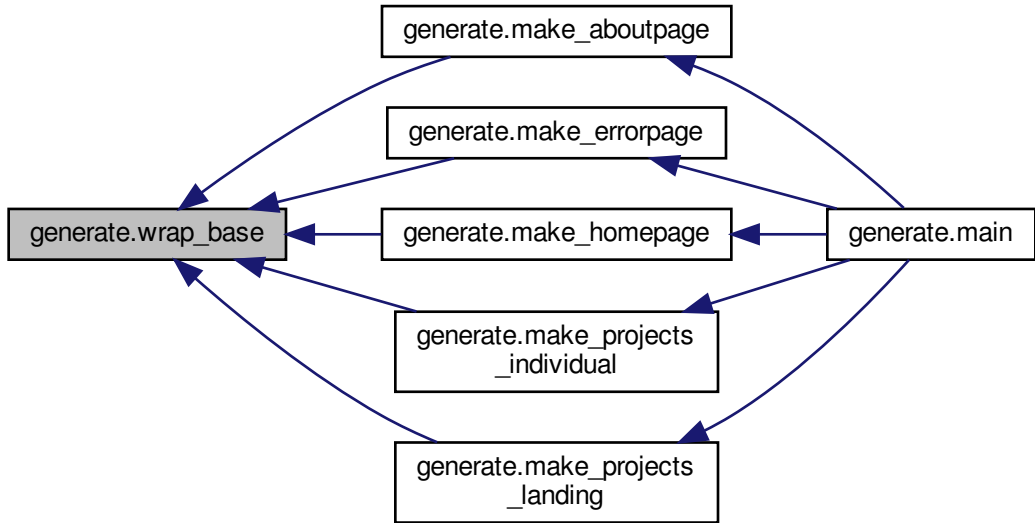 generate.make_aboutpage
generate.make_errorpage
generate.wrap_base
generate.make_homepage
generate.main
generate.make_projects
_individual
generate.make_projects
_landing